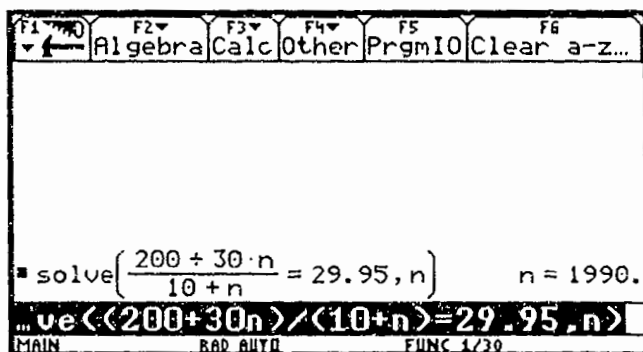 F1 F2▾ F3▾ F4▾ F5 F6
Algebra Calc Other PrgmIO Clear a-z…
▪ solve((200 + 30·n)/(10 + n) = 29.95, n) n = 1990.
…ve((200+30n)/(10+n)=29.95,n)
MAIN RAD AUTO FUNC 1/30